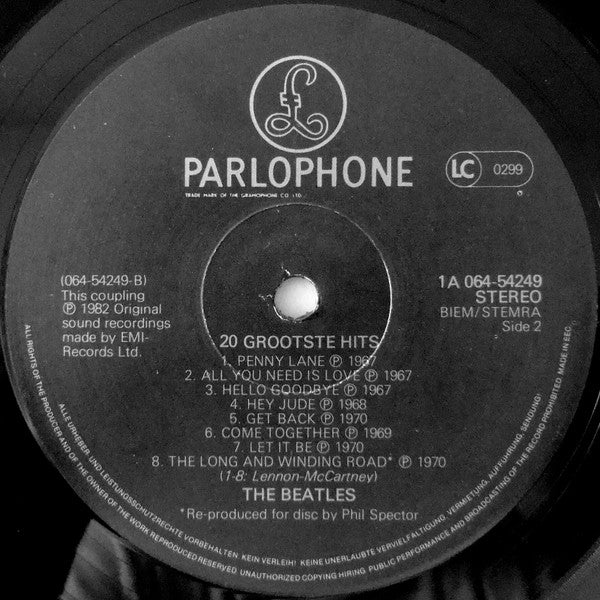 PARLOPHONE
TRADE MARK OF THE GRAMOPHONE CO. LTD.
LC 0299
(064-54249-B)
This coupling
℗ 1982 Original
sound recordings
made by EMI-
Records Ltd.
1A 064-54249
STEREO
BIEM/STEMRA
Side 2
20 GROOTSTE HITS
1. PENNY LANE ℗ 1967
2. ALL YOU NEED IS LOVE ℗ 1967
3. HELLO GOODBYE ℗ 1967
4. HEY JUDE ℗ 1968
5. GET BACK ℗ 1970
6. COME TOGETHER ℗ 1969
7. LET IT BE ℗ 1970
8. THE LONG AND WINDING ROAD* ℗ 1970
(1-8: Lennon-McCartney)
THE BEATLES
*Re-produced for disc by Phil Spector
ALLE URHEBER- UND LEISTUNGSSCHUTZRECHTE VORBEHALTEN. KEIN VERLEIH! KEINE UNERLAUBTE VERVIELFÄLTIGUNG, VERMIETUNG, AUFFÜHRUNG, SENDUNG!
ALL RIGHTS OF THE PRODUCER AND OF THE OWNER OF THE WORK REPRODUCED RESERVED. UNAUTHORIZED COPYING HIRING, PUBLIC PERFORMANCE AND BROADCASTING OF THE RECORD PROHIBITED. MADE IN EEC.